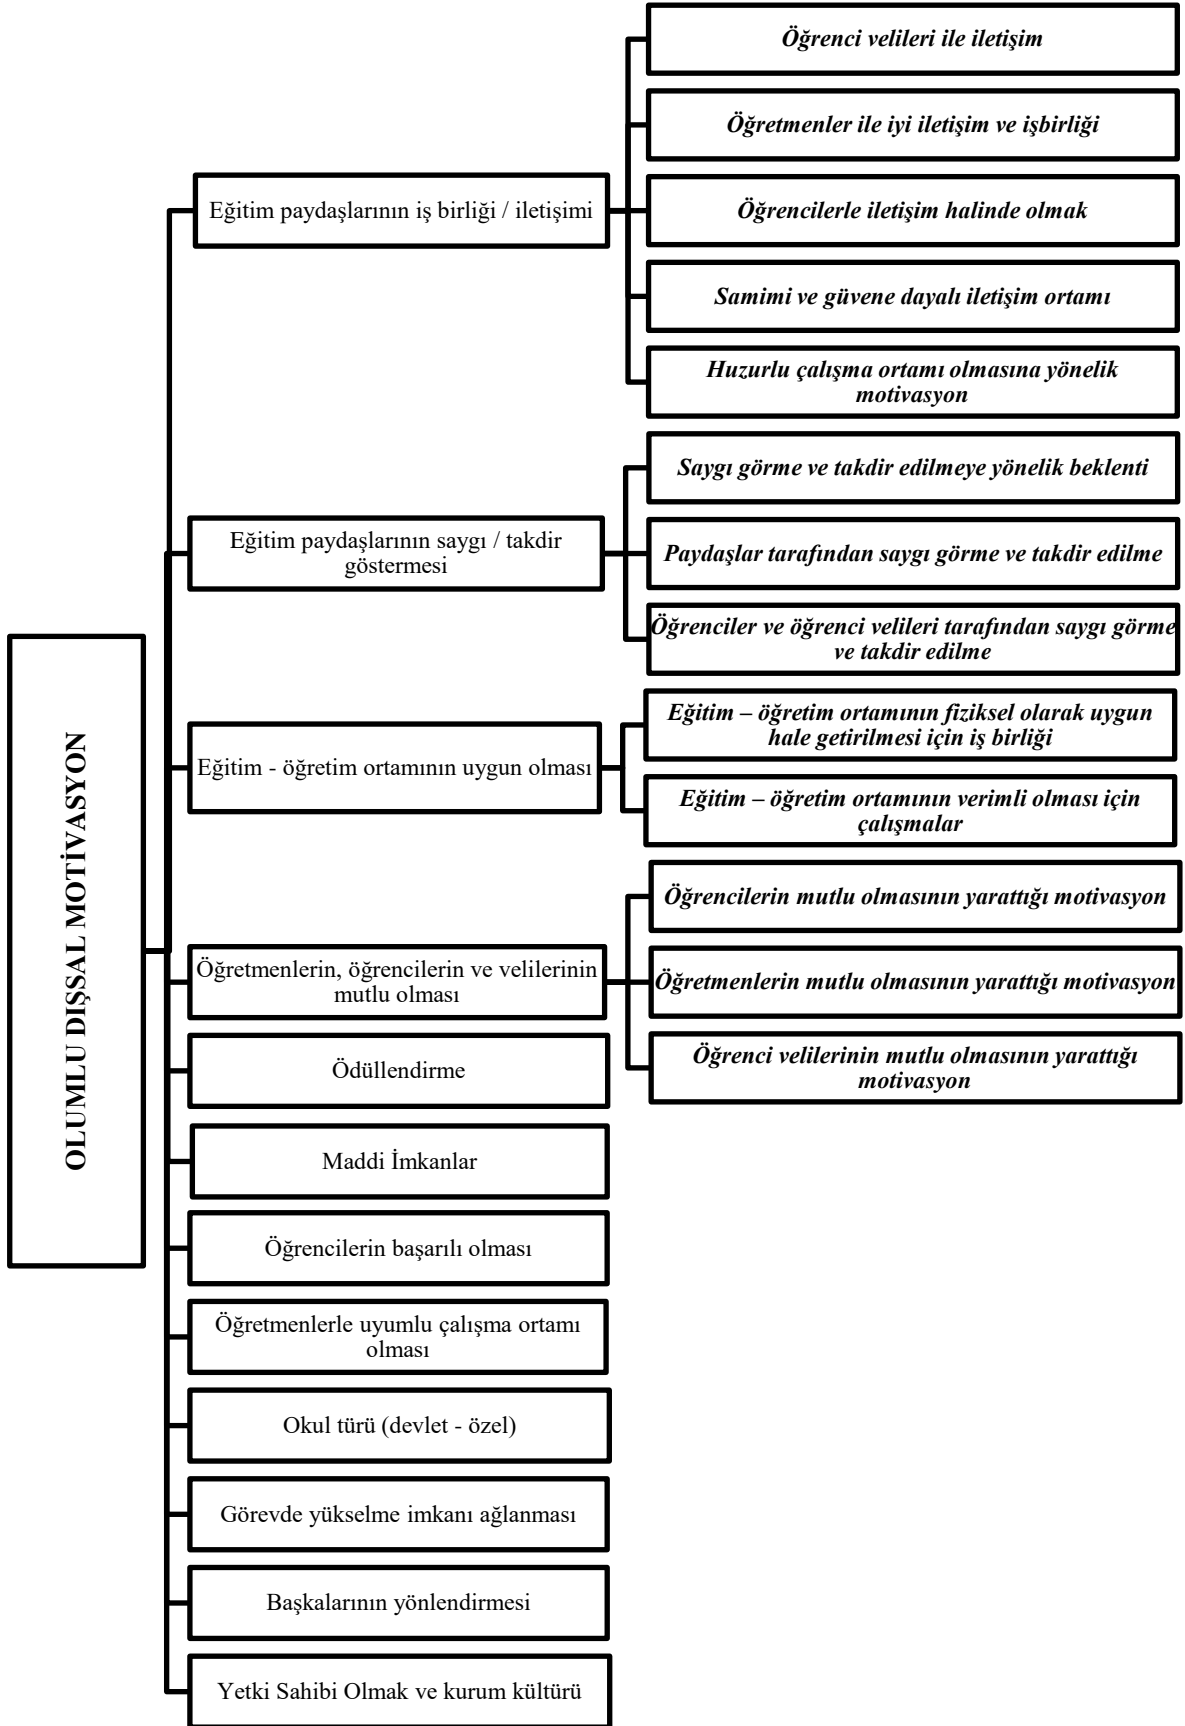 OLUMLU DIŞSAL MOTİVASYON
Eğitim paydaşlarının iş birliği / iletişimi
Öğrenci velileri ile iletişim
Öğretmenler ile iyi iletişim ve işbirliği
Öğrencilerle iletişim halinde olmak
Samimi ve güvene dayalı iletişim ortamı
Huzurlu çalışma ortamı olmasına yönelik
motivasyon
Eğitim paydaşlarının saygı / takdir
göstermesi
Saygı görme ve takdir edilmeye yönelik beklenti
Paydaşlar tarafından saygı görme ve takdir edilme
Öğrenciler ve öğrenci velileri tarafından saygı görme
ve takdir edilme
Eğitim - öğretim ortamının uygun olması
Eğitim – öğretim ortamının fiziksel olarak uygun
hale getirilmesi için iş birliği
Eğitim – öğretim ortamının verimli olması için
çalışmalar
Öğretmenlerin, öğrencilerin ve velilerinin
mutlu olması
Öğrencilerin mutlu olmasının yarattığı motivasyon
Öğretmenlerin mutlu olmasının yarattığı motivasyon
Öğrenci velilerinin mutlu olmasının yarattığı
motivasyon
Ödüllendirme
Maddi İmkanlar
Öğrencilerin başarılı olması
Öğretmenlerle uyumlu çalışma ortamı
olması
Okul türü (devlet - özel)
Görevde yükselme imkanı ağlanması
Başkalarının yönlendirmesi
Yetki Sahibi Olmak ve kurum kültürü